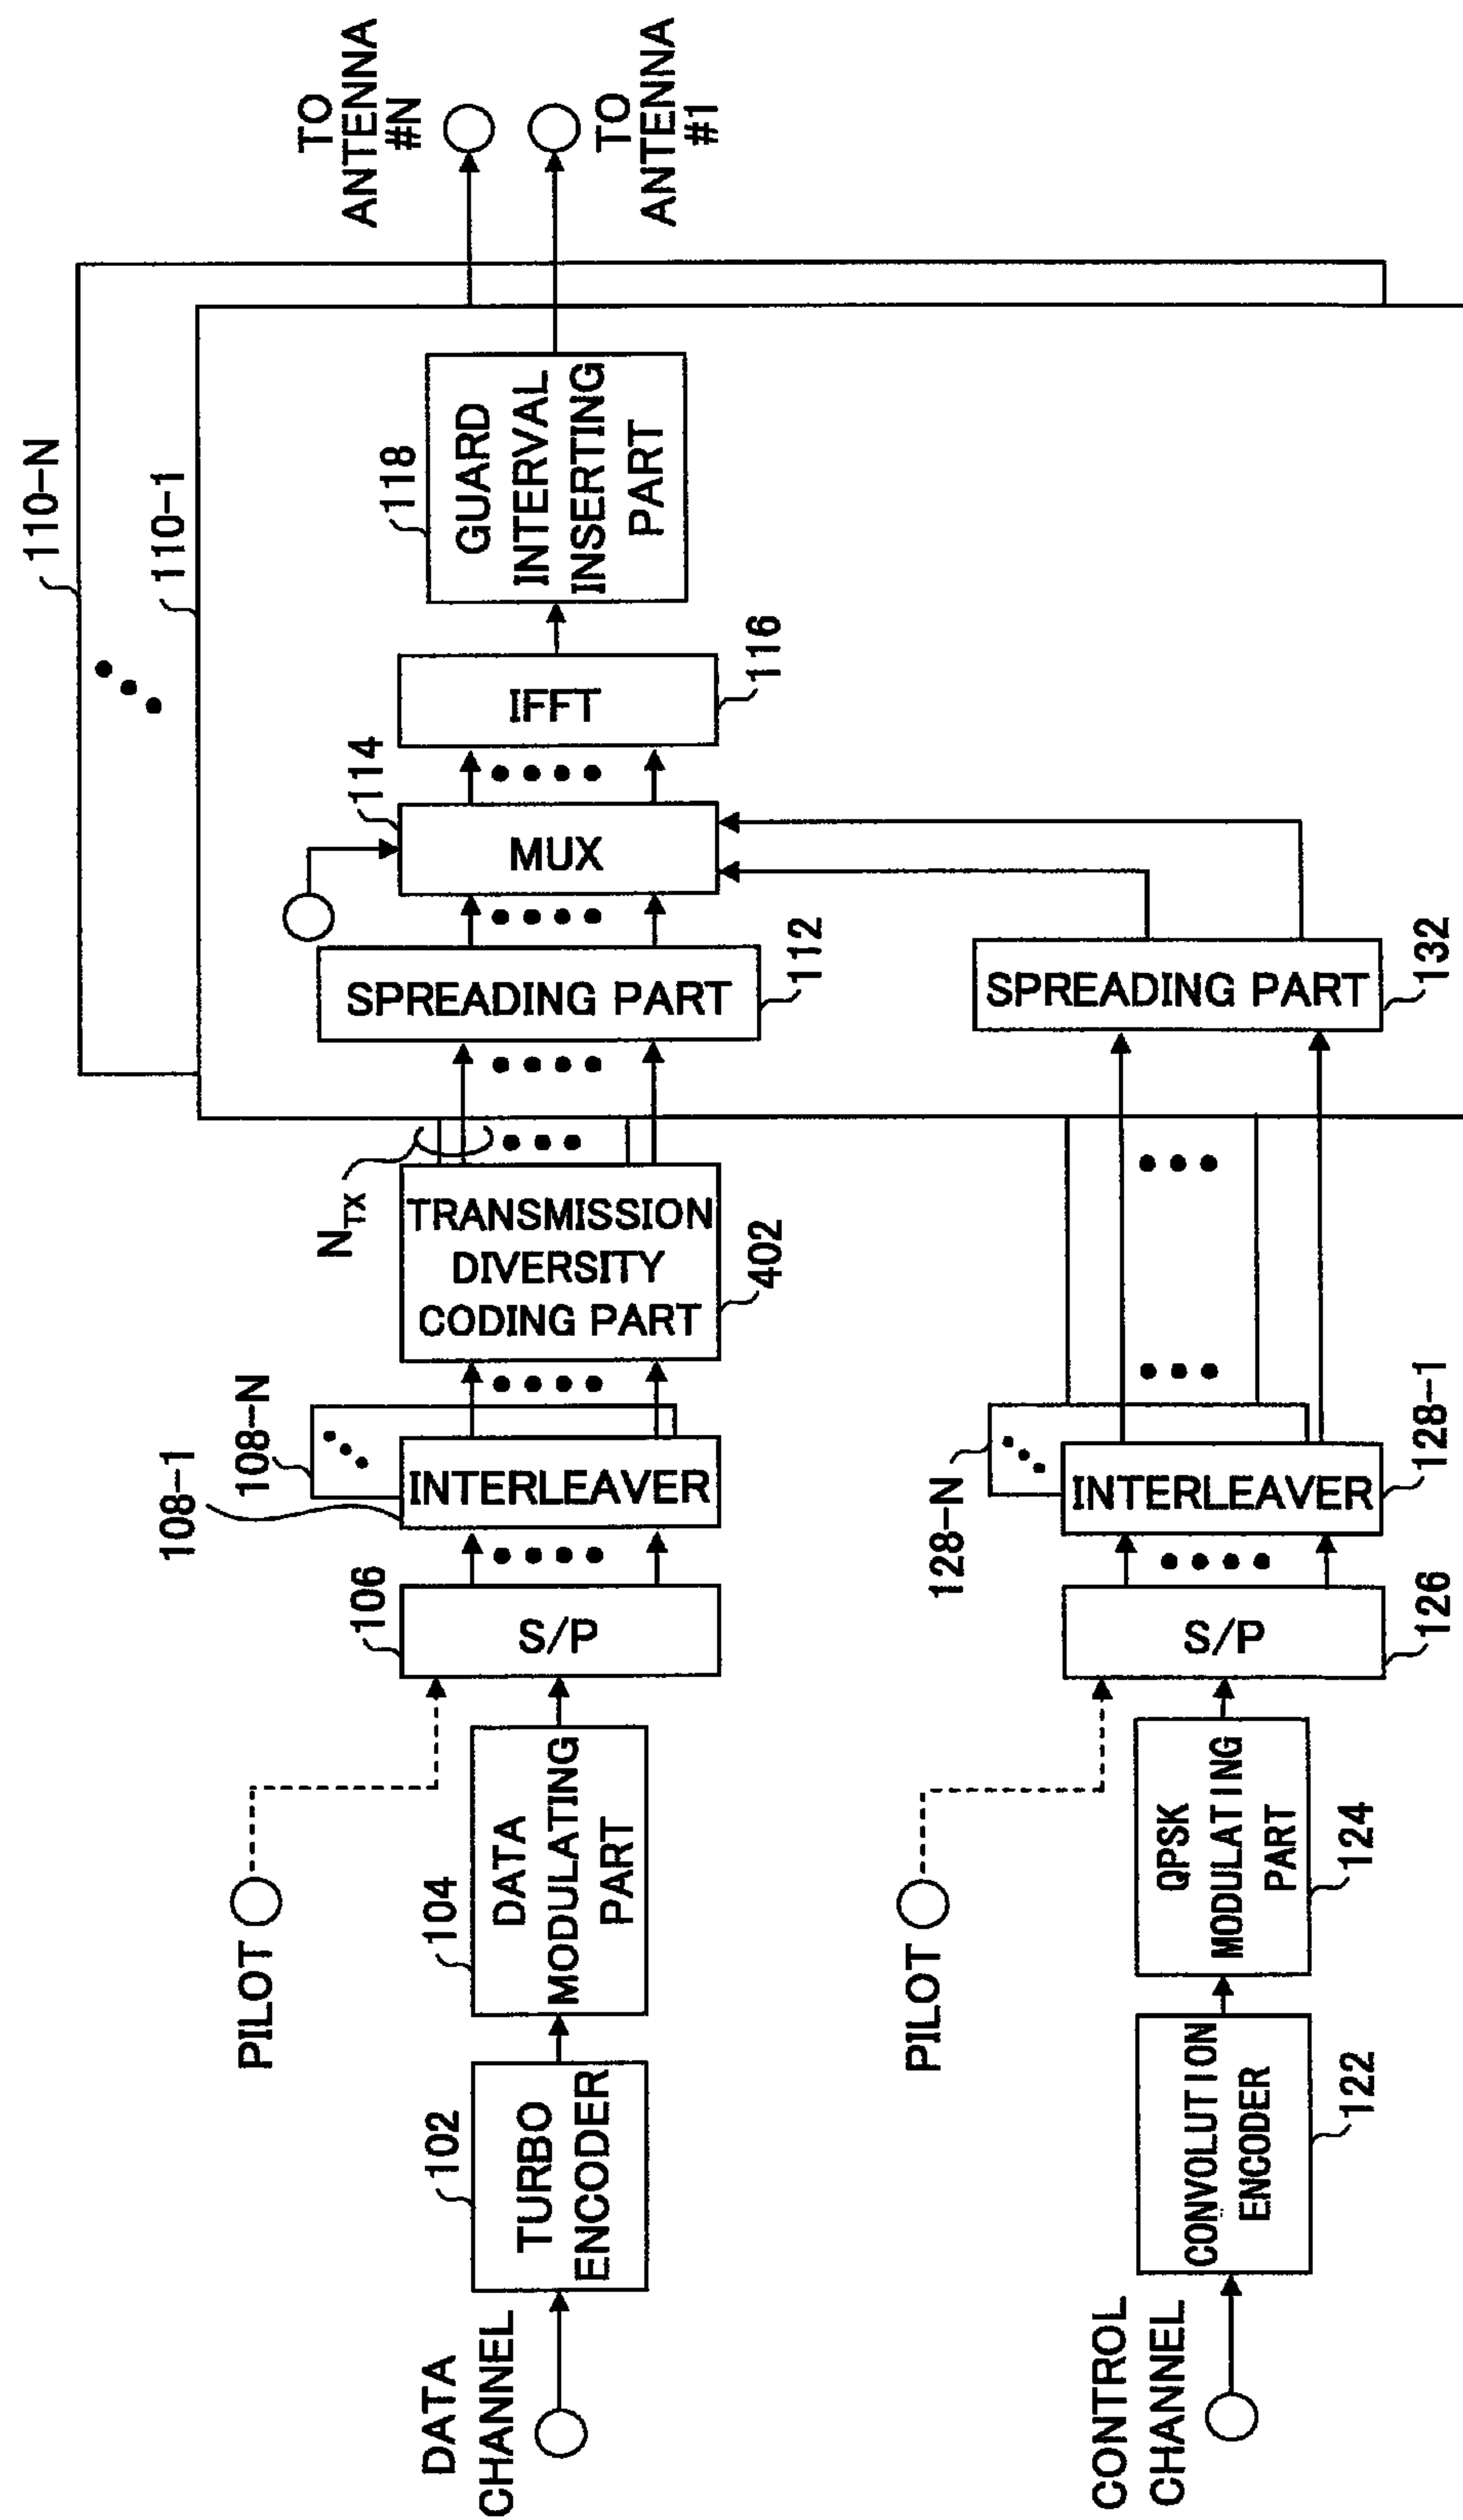 110-N
110-1
TO
ANTENNA
#N
TO
ANTENNA
#1
118
GUARD
INTERVAL
INSERTING
PART
IFFT
116
114
MUX
SPREADING PART
112
SPREADING PART
132
N_TX
TRANSMISSION
DIVERSITY
CODING PART
402
108-1
108-N
INTERLEAVER
128-N
INTERLEAVER
128-1
106
S/P
S/P
126
PILOT
104
DATA
MODULATING
PART
PILOT
QPSK
MODULATING
PART
124
102
TURBO
ENCODER
CONVOLUTION
ENCODER
122
DATA
CHANNEL
CONTROL
CHANNEL